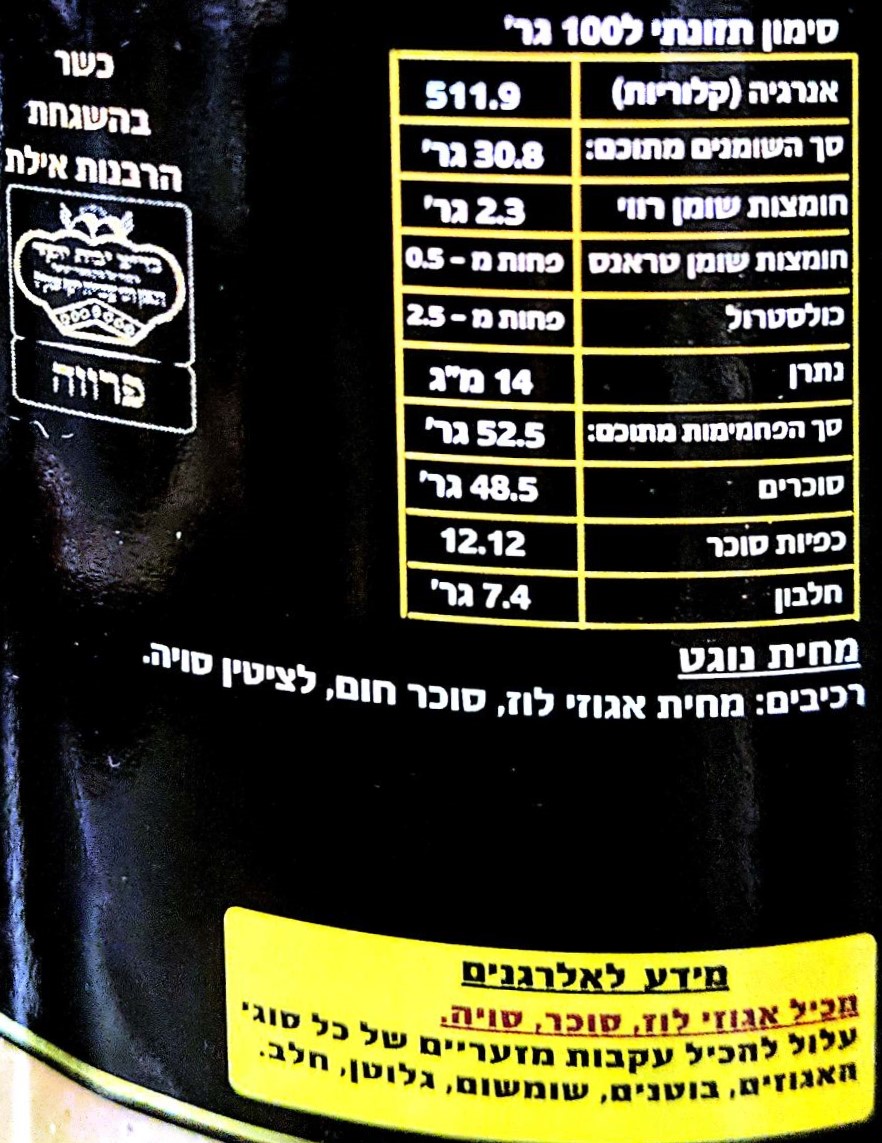 סימון תזונתי ל100 גר'
אנרגיה (קלוריות) 511.9
סך השומנים מתוכם: 30.8 גר'
חומצות שומן רווי 2.3 גר'
חומצות שומן טראנס פחות מ – 0.5
כולסטרול פחות מ – 2.5
נתרן 14 מ"ג
סך הפחמימות מתוכם: 52.5 גר'
סוכרים 48.5 גר'
כפיות סוכר 12.12
חלבון 7.4 גר'
כשר
בהשגחת
הרבנות אילת
פרווה
מחית נוגט
רכיבים: מחית אגוזי לוז, סוכר חום, לציטין סויה.
מידע לאלרגנים
מכיל אגוזי לוז, סוכר, סויה.
עלול להכיל עקבות מזעריים של כל סוגי
האגוזים, בוטנים, שומשום, גלוטן, חלב.